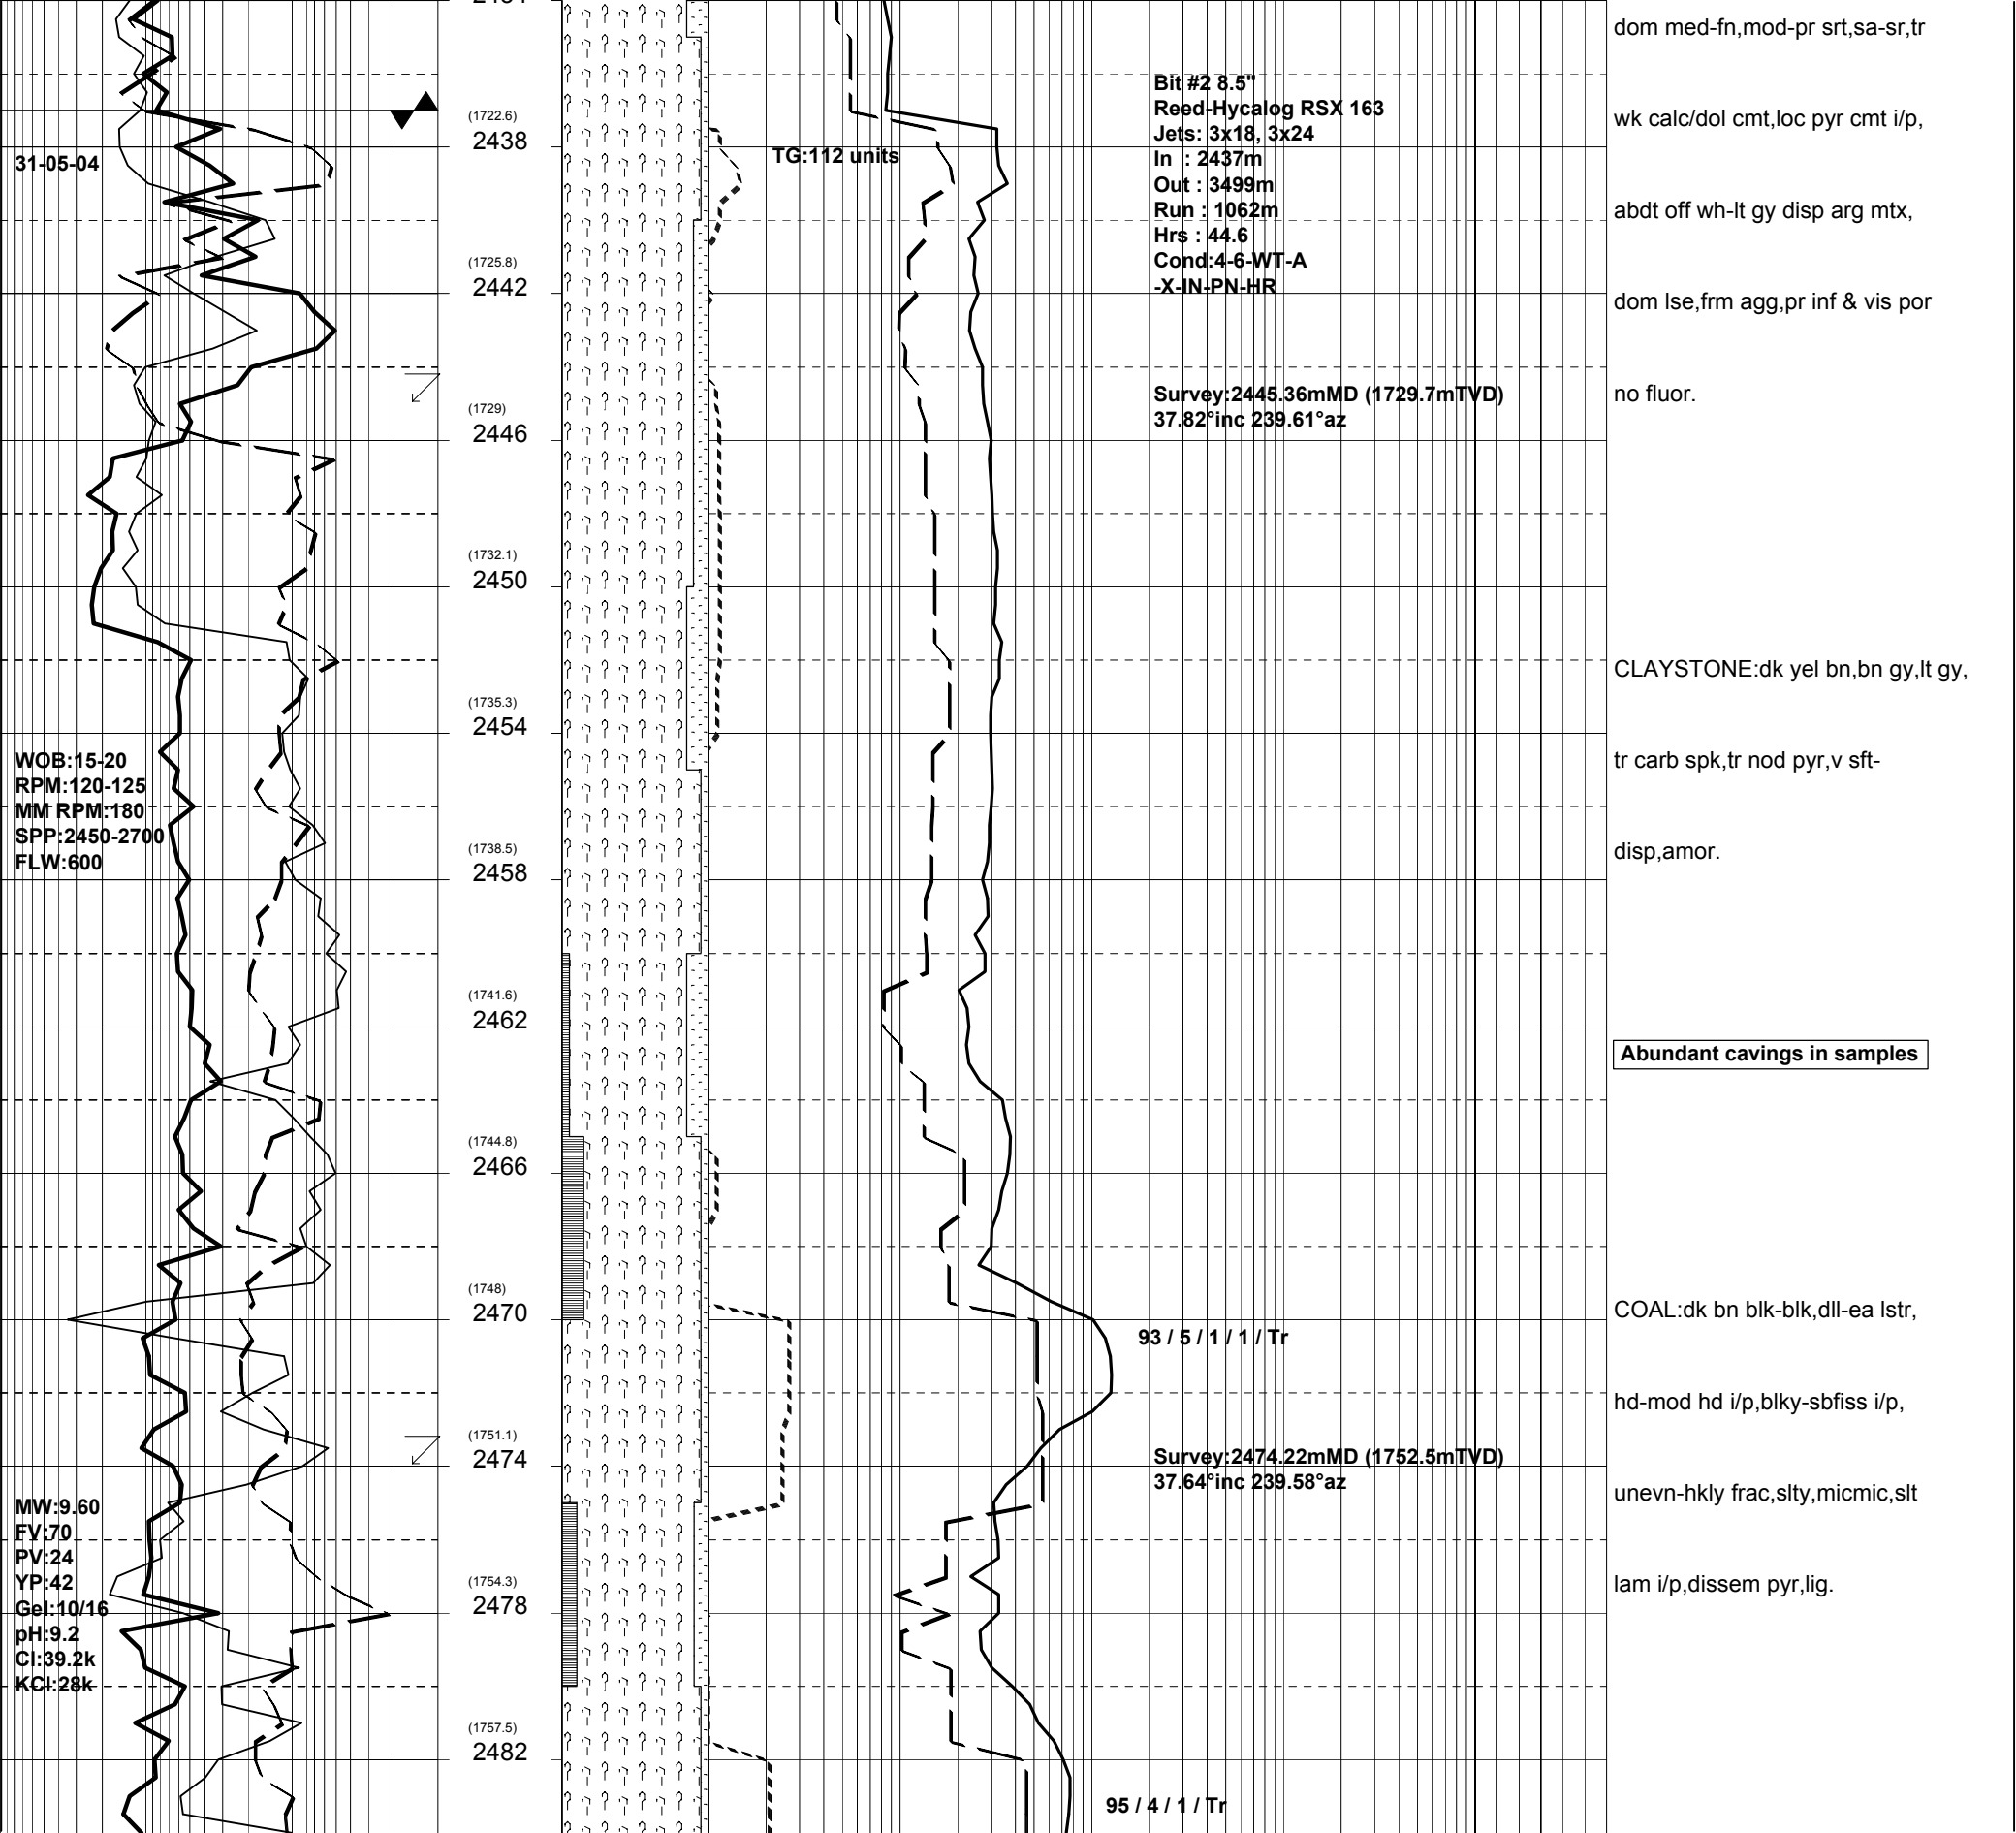 dom med-fn,mod-pr srt,sa-sr,tr
wk calc/dol cmt,loc pyr cmt i/p,
abdt off wh-lt gy disp arg mtx,
dom lse,frm agg,pr inf & vis por
no fluor.
CLAYSTONE:dk yel bn,bn gy,lt gy,
tr carb spk,tr nod pyr,v sft-
disp,amor.
Abundant cavings in samples
COAL:dk bn blk-blk,dll-ea lstr,
hd-mod hd i/p,blky-sbfiss i/p,
unevn-hkly frac,slty,micmic,slt
lam i/p,dissem pyr,lig.
Bit #2 8.5"
Reed-Hycalog RSX 163
Jets: 3x18, 3x24
In : 2437m
Out : 3499m
Run : 1062m
Hrs : 44.6
Cond:4-6-WT-A
-X-IN-PN-HR
TG:112 units
Survey:2445.36mMD (1729.7mTVD)
37.82°inc 239.61°az
93 / 5 / 1 / 1 / Tr
Survey:2474.22mMD (1752.5mTVD)
37.64°inc 239.58°az
95 / 4 / 1 / Tr
(1722.6)
2438
(1725.8)
2442
(1729)
2446
(1732.1)
2450
(1735.3)
2454
(1738.5)
2458
(1741.6)
2462
(1744.8)
2466
(1748)
2470
(1751.1)
2474
(1754.3)
2478
(1757.5)
2482
31-05-04
WOB:15-20
RPM:120-125
MM RPM:180
SPP:2450-2700
FLW:600
MW:9.60
FV:70
PV:24
YP:42
Gel:10/16
pH:9.2
Cl:39.2k
KCl:28k